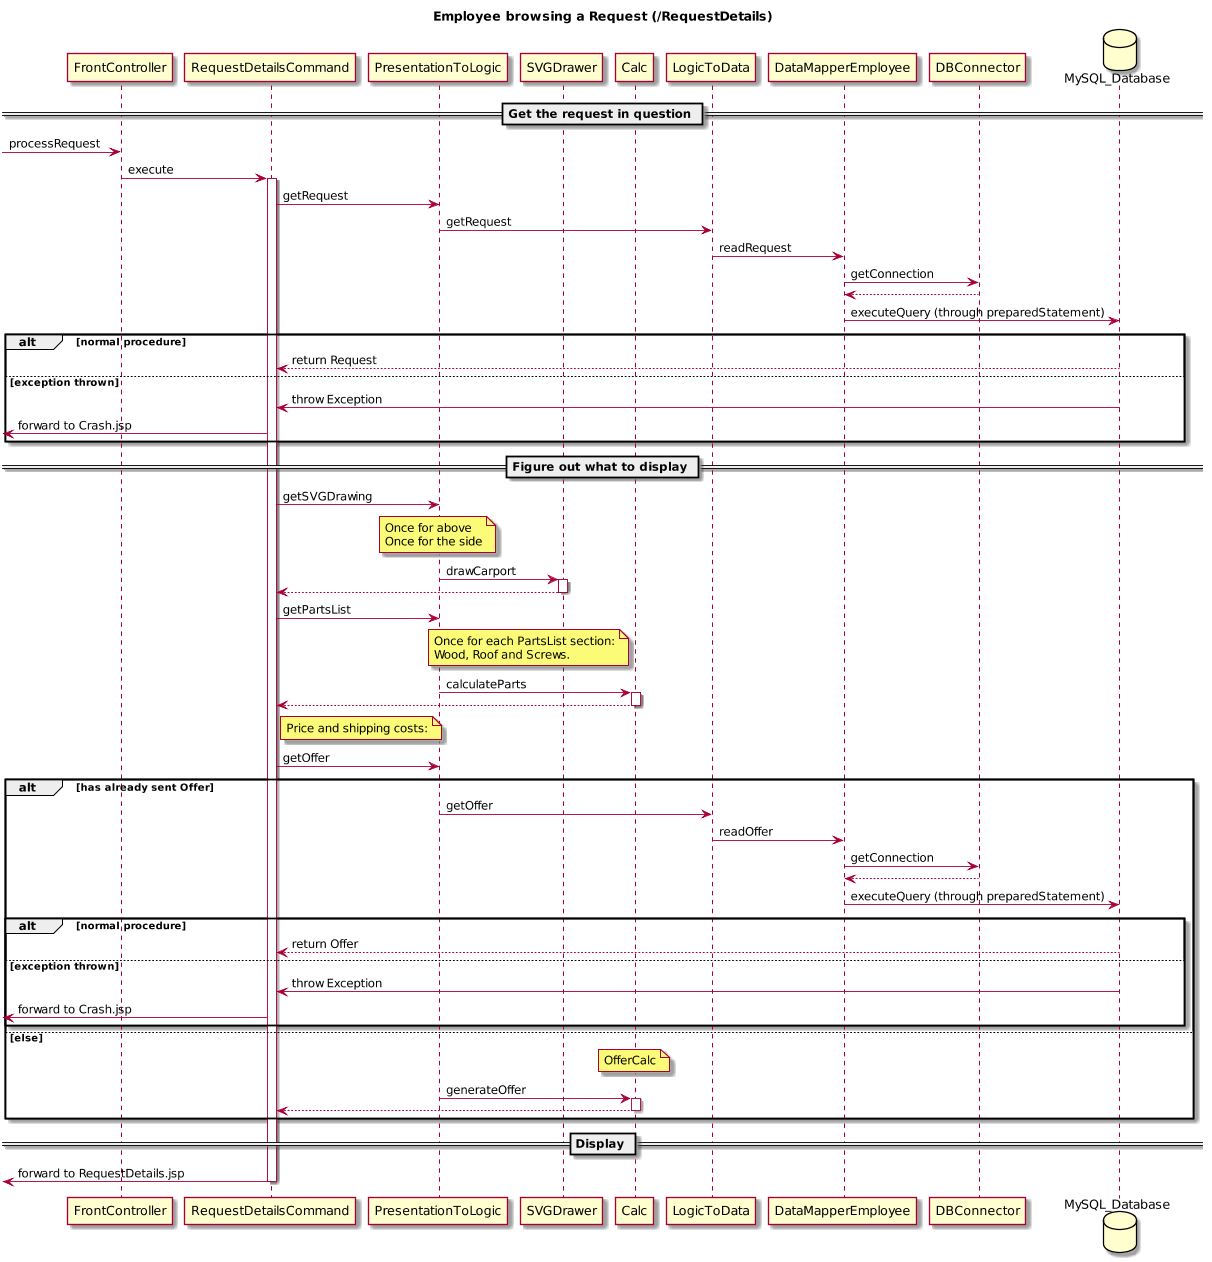 Employee browsing a Request (/RequestDetails)
FrontController
RequestDetailsCommand
PresentationToLogic
SVGDrawer
Calc
LogicToData
DataMapperEmployee
DBConnector
MySQL_Database
Get the request in question
processRequest
execute
getRequest
getRequest
readRequest
getConnection
executeQuery (through preparedStatement)
alt [normal procedure]
return Request
[exception thrown]
throw Exception
forward to Crash.jsp
Figure out what to display
getSVGDrawing
Once for above
Once for the side
drawCarport
getPartsList
Once for each PartsList section:
Wood, Roof and Screws.
calculateParts
Price and shipping costs:
getOffer
alt [has already sent Offer]
getOffer
readOffer
getConnection
executeQuery (through preparedStatement)
alt [normal procedure]
return Offer
[exception thrown]
throw Exception
forward to Crash.jsp
[else]
OfferCalc
generateOffer
Display
forward to RequestDetails.jsp
FrontController
RequestDetailsCommand
PresentationToLogic
SVGDrawer
Calc
LogicToData
DataMapperEmployee
DBConnector
MySQL_Database